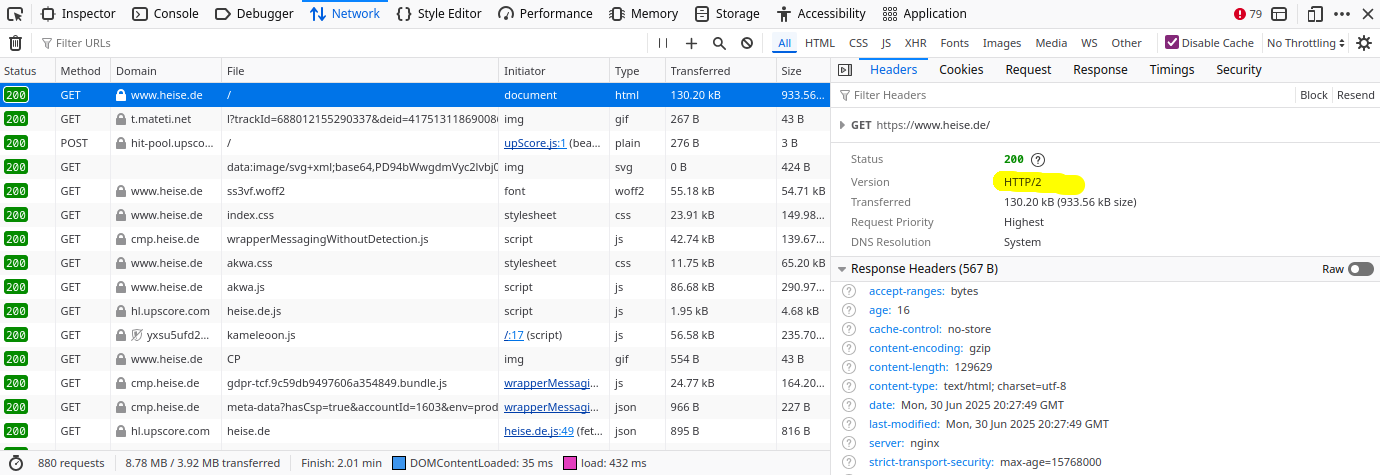 Inspector Console Debugger Network Style Editor Performance Memory Storage Accessibility Application 79
Filter URLs All HTML CSS JS XHR Fonts Images Media WS Other Disable Cache No Throttling
Status Method Domain File Initiator Type Transferred Size
200 GET www.heise.de / document html 130.20 kB 933.56…
200 GET t.mateti.net l?trackId=688012155290337&deid=41751311869008 img gif 267 B 43 B
200 POST hit-pool.upsco… / upScore.js:1 (bea… plain 276 B 3 B
200 GET data:image/svg+xml;base64,PD94bWwgdmVyc2lvbj0 img svg 0 B 424 B
200 GET www.heise.de ss3vf.woff2 font woff2 55.18 kB 54.71 kB
200 GET www.heise.de index.css stylesheet css 23.91 kB 149.98…
200 GET cmp.heise.de wrapperMessagingWithoutDetection.js script js 42.74 kB 139.67…
200 GET www.heise.de akwa.css stylesheet css 11.75 kB 65.20 kB
200 GET www.heise.de akwa.js script js 86.68 kB 290.97…
200 GET hl.upscore.com heise.de.js script js 1.95 kB 4.68 kB
200 GET yxsu5ufd2… kameleoon.js /:17 (script) js 56.58 kB 235.70…
200 GET www.heise.de CP img gif 554 B 43 B
200 GET cmp.heise.de gdpr-tcf.9c59db9497606a354849.bundle.js wrapperMessagi… js 24.77 kB 164.20…
200 GET cmp.heise.de meta-data?hasCsp=true&accountId=1603&env=prod wrapperMessagi… json 966 B 227 B
200 GET hl.upscore.com heise.de heise.de.js:49 (fet… json 895 B 816 B
880 requests 8.78 MB / 3.92 MB transferred Finish: 2.01 min DOMContentLoaded: 35 ms load: 432 ms
Headers Cookies Request Response Timings Security
Filter Headers Block Resend
GET https://www.heise.de/
Status 200
Version HTTP/2
Transferred 130.20 kB (933.56 kB size)
Request Priority Highest
DNS Resolution System
Response Headers (567 B) Raw
accept-ranges: bytes
age: 16
cache-control: no-store
content-encoding: gzip
content-length: 129629
content-type: text/html; charset=utf-8
date: Mon, 30 Jun 2025 20:27:49 GMT
last-modified: Mon, 30 Jun 2025 20:27:49 GMT
server: nginx
strict-transport-security: max-age=15768000